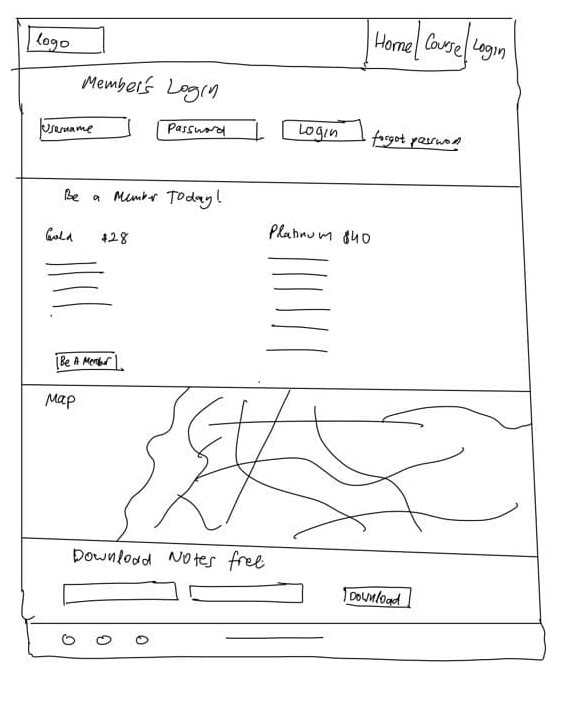 logo
Home Course Login
Member's Login
Username Password Login forgot password
Be a Member TOday!
Gold $28 Platinum $40
Be A Member
Map
Download Notes free
Download